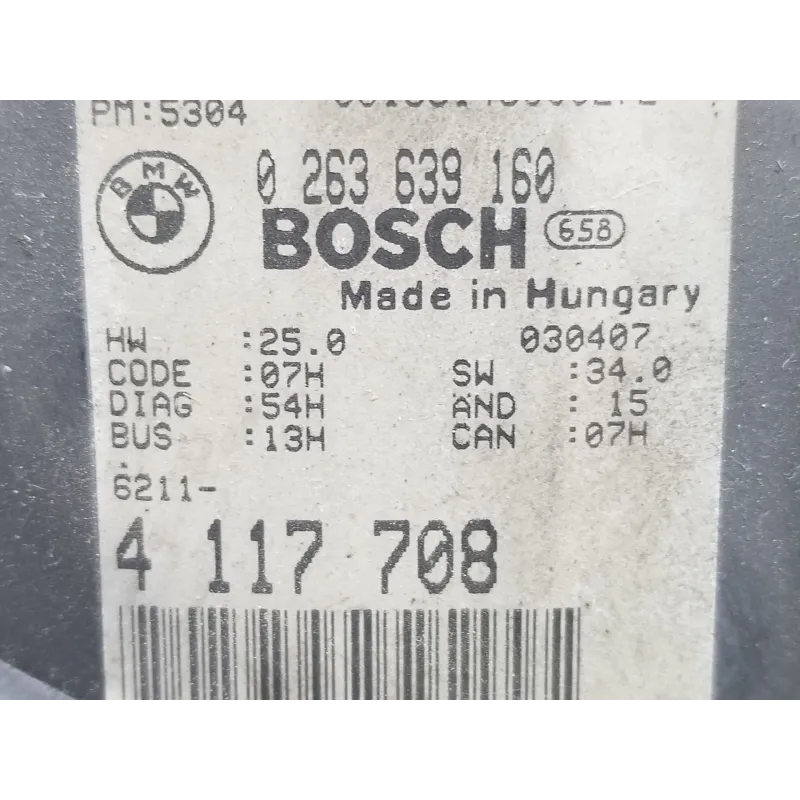 PM:5304
BMW
0 263 639 160
BOSCH 658
Made in Hungary
HW :25.0 030407
CODE :07H SW :34.0
DIAG :54H AND : 15
BUS :13H CAN :07H
6211-
4 117 708